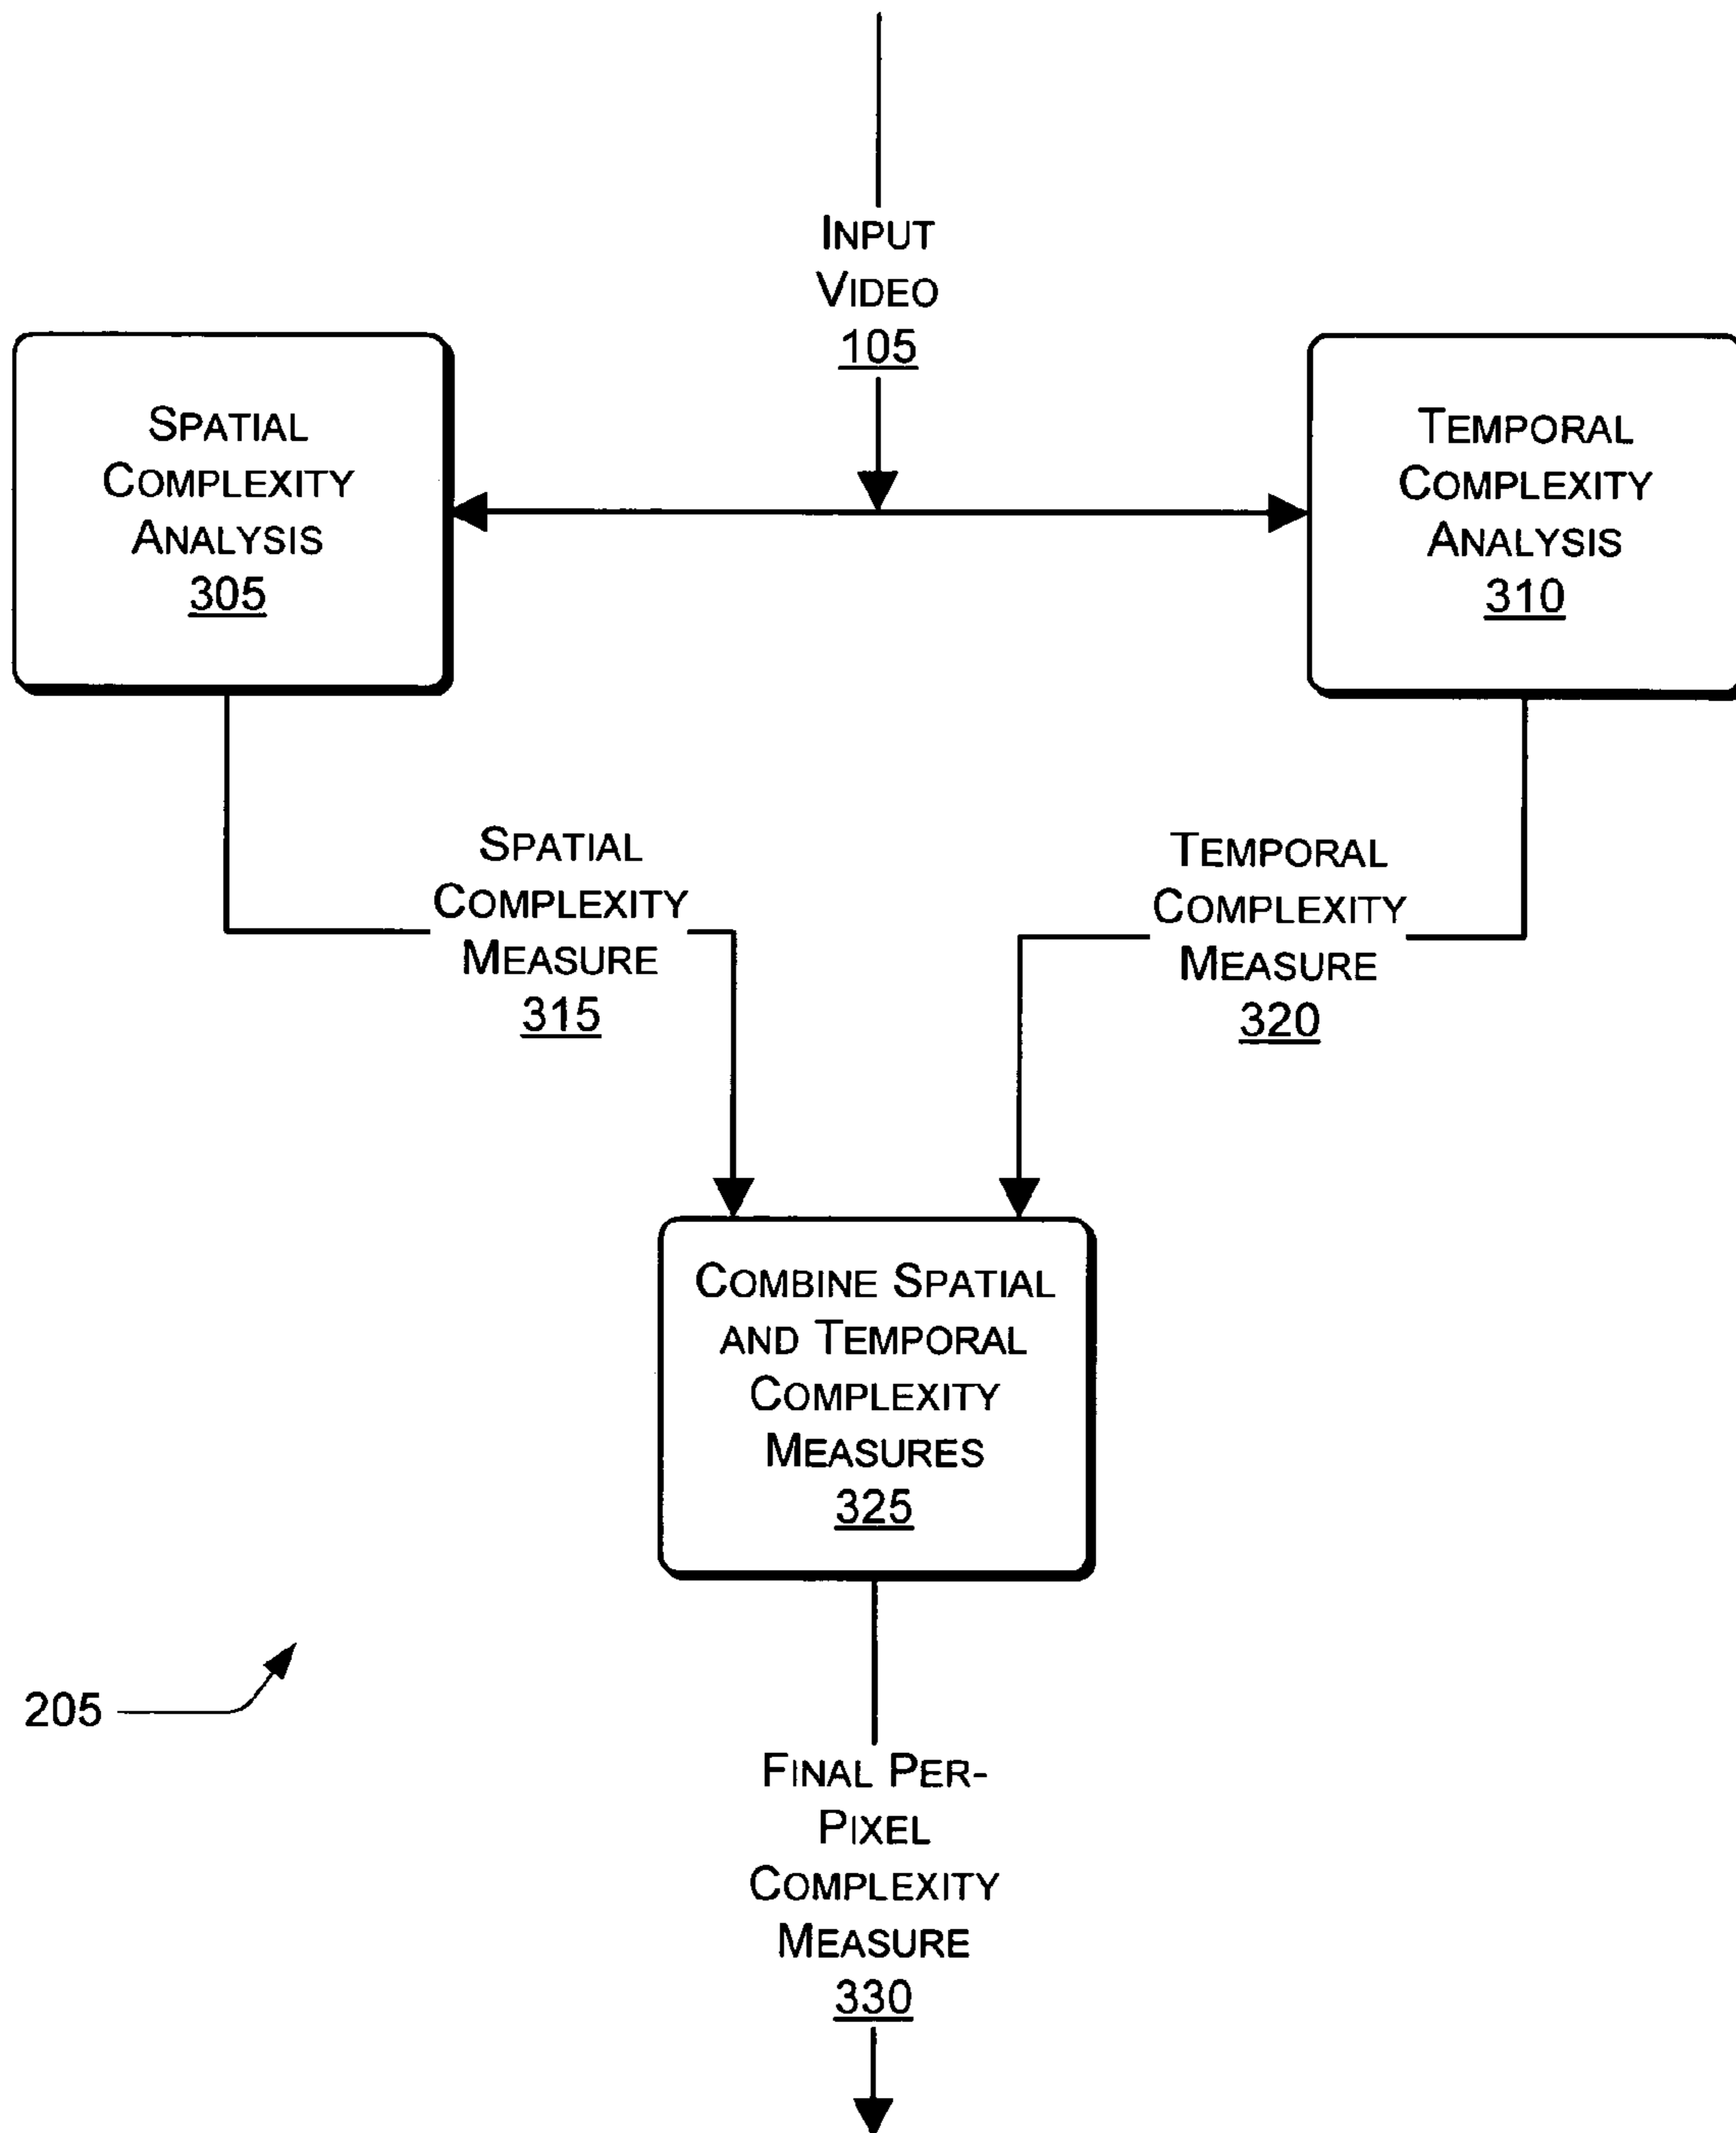 INPUT
VIDEO
105
SPATIAL
COMPLEXITY
ANALYSIS
305
TEMPORAL
COMPLEXITY
ANALYSIS
310
SPATIAL
COMPLEXITY
MEASURE
315
TEMPORAL
COMPLEXITY
MEASURE
320
COMBINE SPATIAL
AND TEMPORAL
COMPLEXITY
MEASURES
325
205
FINAL PER-
PIXEL
COMPLEXITY
MEASURE
330